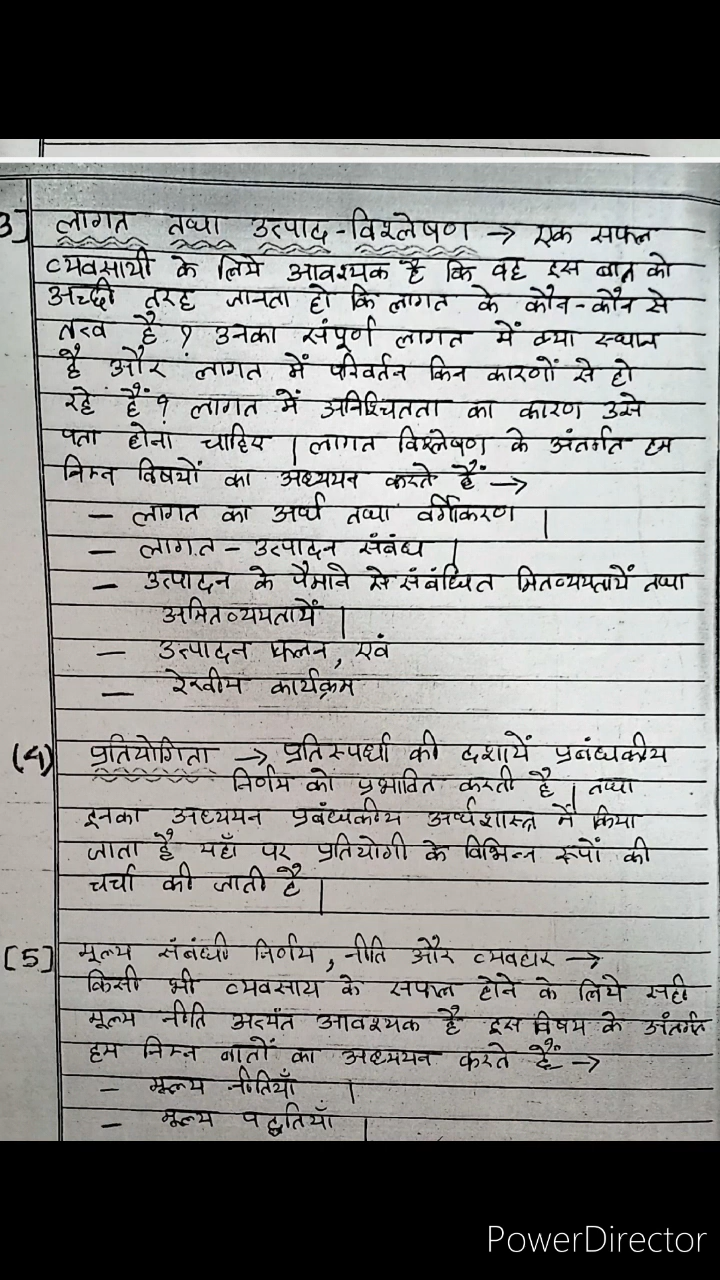 3] लागत तथा उत्पाद-विश्लेषण → एक सफल
व्यवसायी के लिये आवश्यक है कि वह इस बात को
अच्छी तरह जानता हो कि लागत के कौन-कौन से
तत्व हैं ? उनका संपूर्ण लागत में क्या स्थान
है और लागत में परिवर्तन किन कारणों से हो
रहे हैं ? लागत में अनिश्चितता का कारण उसे
पता होना चाहिए | लागत विश्लेषण के अंतर्गत हम
निम्न विषयों का अध्ययन करते हैं →
– लागत का अर्थ तथा वर्गीकरण |
– लागत – उत्पादन संबंध |
– उत्पादन के पैमाने से संबंधित मितव्ययतायें तथा
अमितव्ययतायें |
– उत्पादन फलन, एवं
– रेखीय कार्यक्रम
(4) प्रतियोगिता → प्रतिस्पर्धा की दशायें प्रबंधकीय
निर्णय को प्रभावित करती है | तथा
इनका अध्ययन प्रबंधकीय अर्थशास्त्र में किया
जाता है यहाँ पर प्रतियोगी के विभिन्न रूपों की
चर्चा की जाती है |
[5] मूल्य संबंधी निर्णय, नीति और व्यवहार →
किसी भी व्यवसाय के सफल होने के लिये सही
मूल्य नीति अत्यंत आवश्यक है इस विषय के अंतर्गत
हम निम्न बातों का अध्ययन करते हैं →
– मूल्य नीतियाँ |
– मूल्य पद्धतियाँ |
PowerDirector